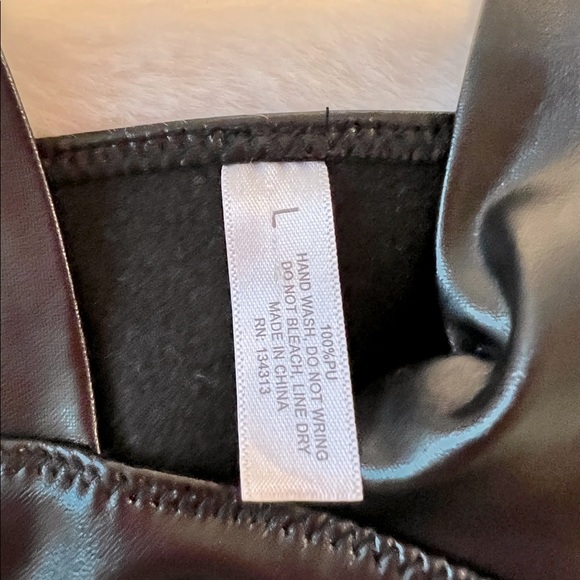 L
100%PU
HAND WASH, DO NOT WRING
DO NOT BLEACH, LINE DRY
MADE IN CHINA
RN: 134313